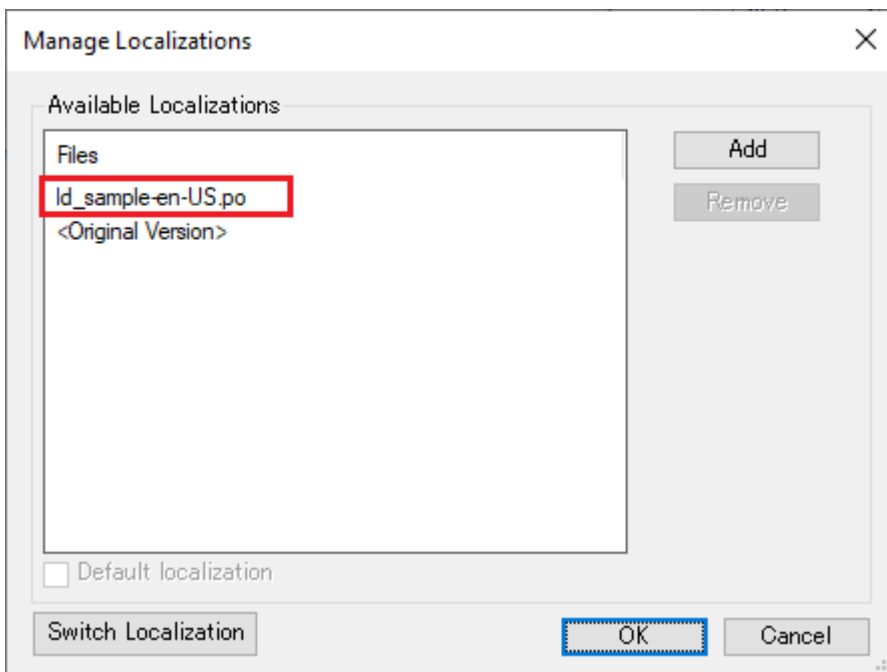 Manage Localizations
Available Localizations
Files
ld_sample-en-US.po
<Original Version>
Add
Remove
Default localization
Switch Localization
OK
Cancel